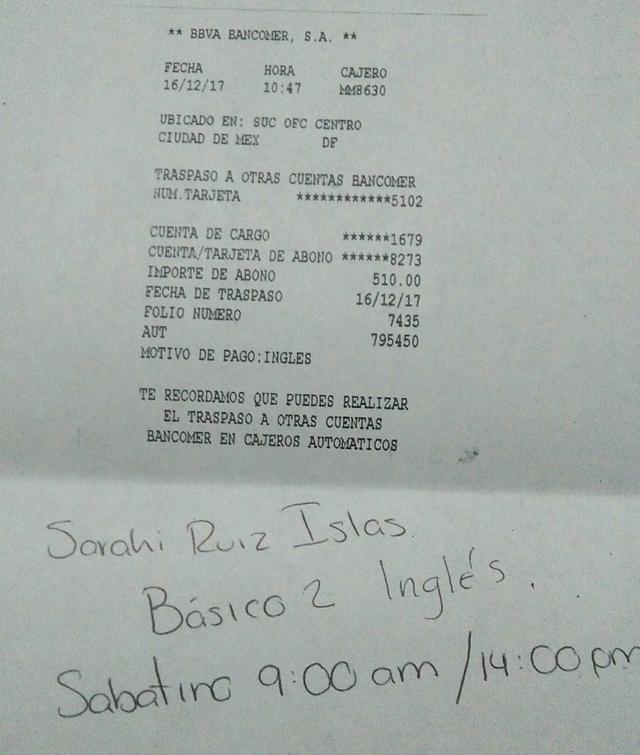 ** BBVA BANCOMER, S.A. **
FECHA HORA CAJERO
16/12/17 10:47 MM8630
UBICADO EN: SUC OFC CENTRO
CIUDAD DE MEX DF
TRASPASO A OTRAS CUENTAS BANCOMER
NUM.TARJETA ************5102
CUENTA DE CARGO ******1679
CUENTA/TARJETA DE ABONO ******8273
IMPORTE DE ABONO 510.00
FECHA DE TRASPASO 16/12/17
FOLIO NUMERO 7435
AUT 795450
MOTIVO DE PAGO:INGLES
TE RECORDAMOS QUE PUEDES REALIZAR
EL TRASPASO A OTRAS CUENTAS
BANCOMER EN CAJEROS AUTOMATICOS
Sarahi Ruiz Islas.
Básico 2 Inglés.
Sabatino 9:00 am /14:00 pm